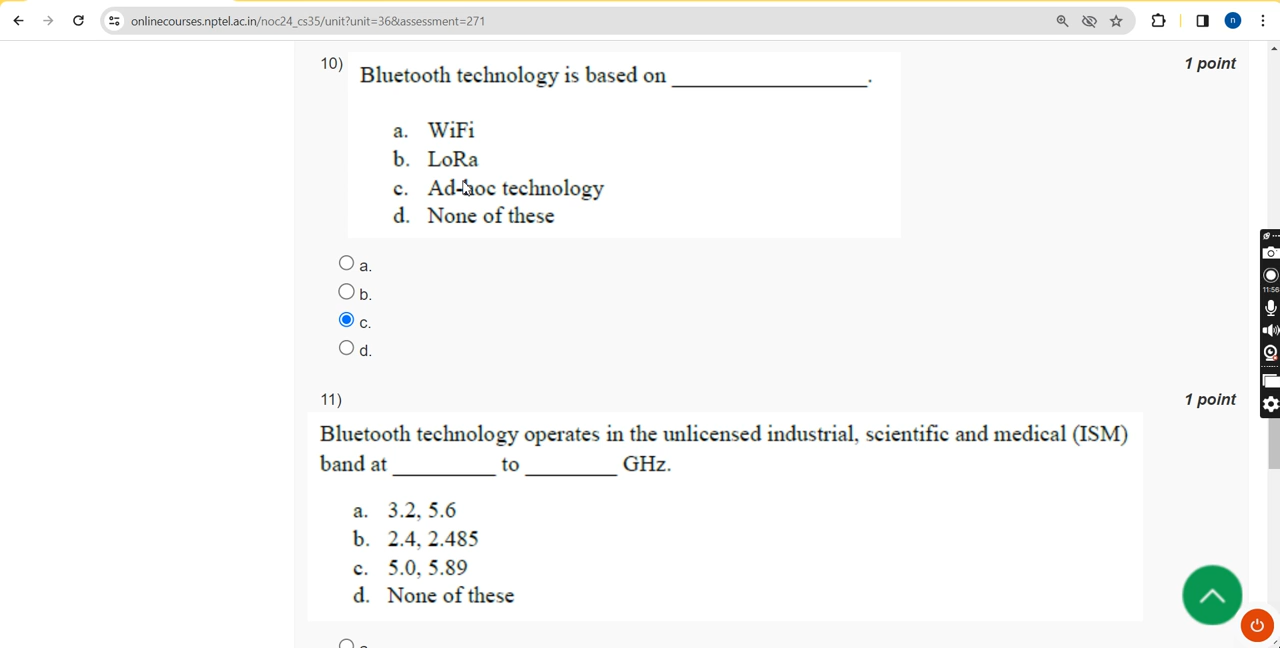 onlinecourses.nptel.ac.in/noc24_cs35/unit?unit=36&assessment=271
n
10)
1 point
Bluetooth technology is based on __________________.
a. WiFi
b. LoRa
c. Ad-hoc technology
d. None of these
a.
b.
c.
d.
11)
1 point
Bluetooth technology operates in the unlicensed industrial, scientific and medical (ISM)
band at __________ to _________ GHz.
a. 3.2, 5.6
b. 2.4, 2.485
c. 5.0, 5.89
d. None of these
11:56